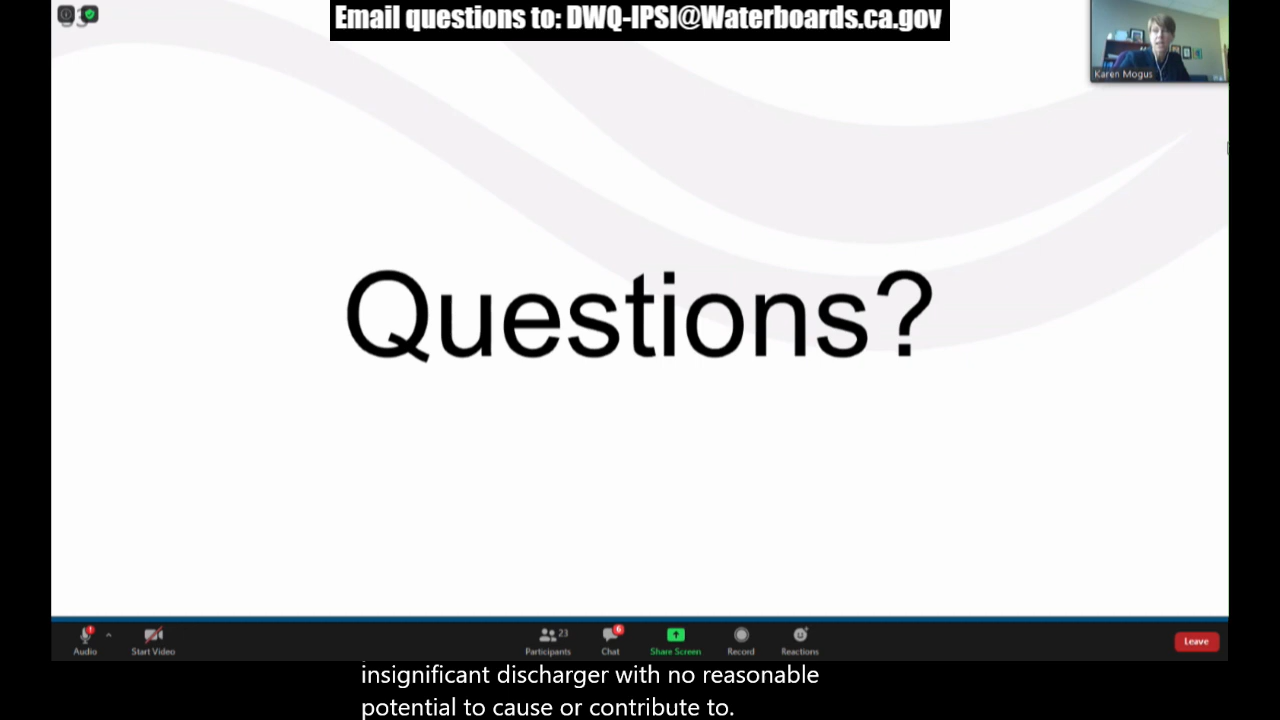 Email questions to: DWQ-IPSI@Waterboards.ca.gov
Karen Mogus
Questions?
Audio
Start Video
Participants
23
Chat
6
Share Screen
Record
Reactions
Leave
insignificant discharger with no reasonable
potential to cause or contribute to.